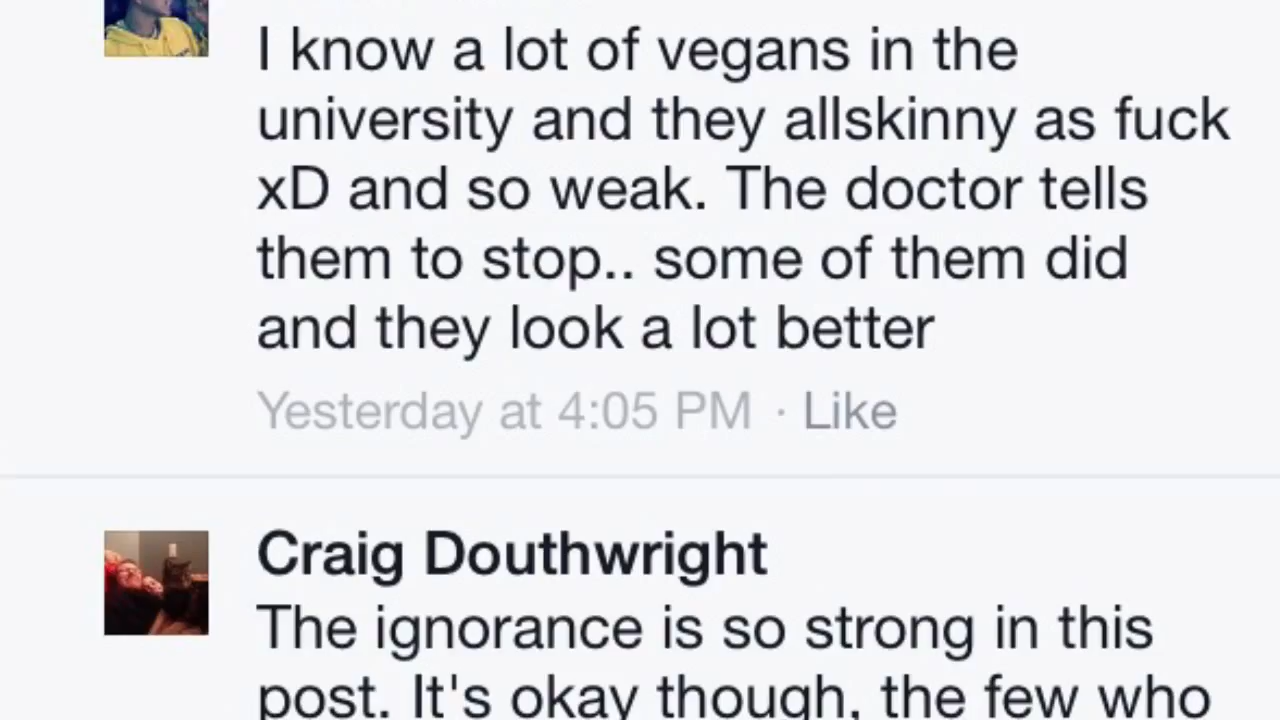 I know a lot of vegans in the
university and they allskinny as fuck
xD and so weak. The doctor tells
them to stop.. some of them did
and they look a lot better
Yesterday at 4:05 PM · Like
Craig Douthwright
The ignorance is so strong in this
post. It's okay though, the few who